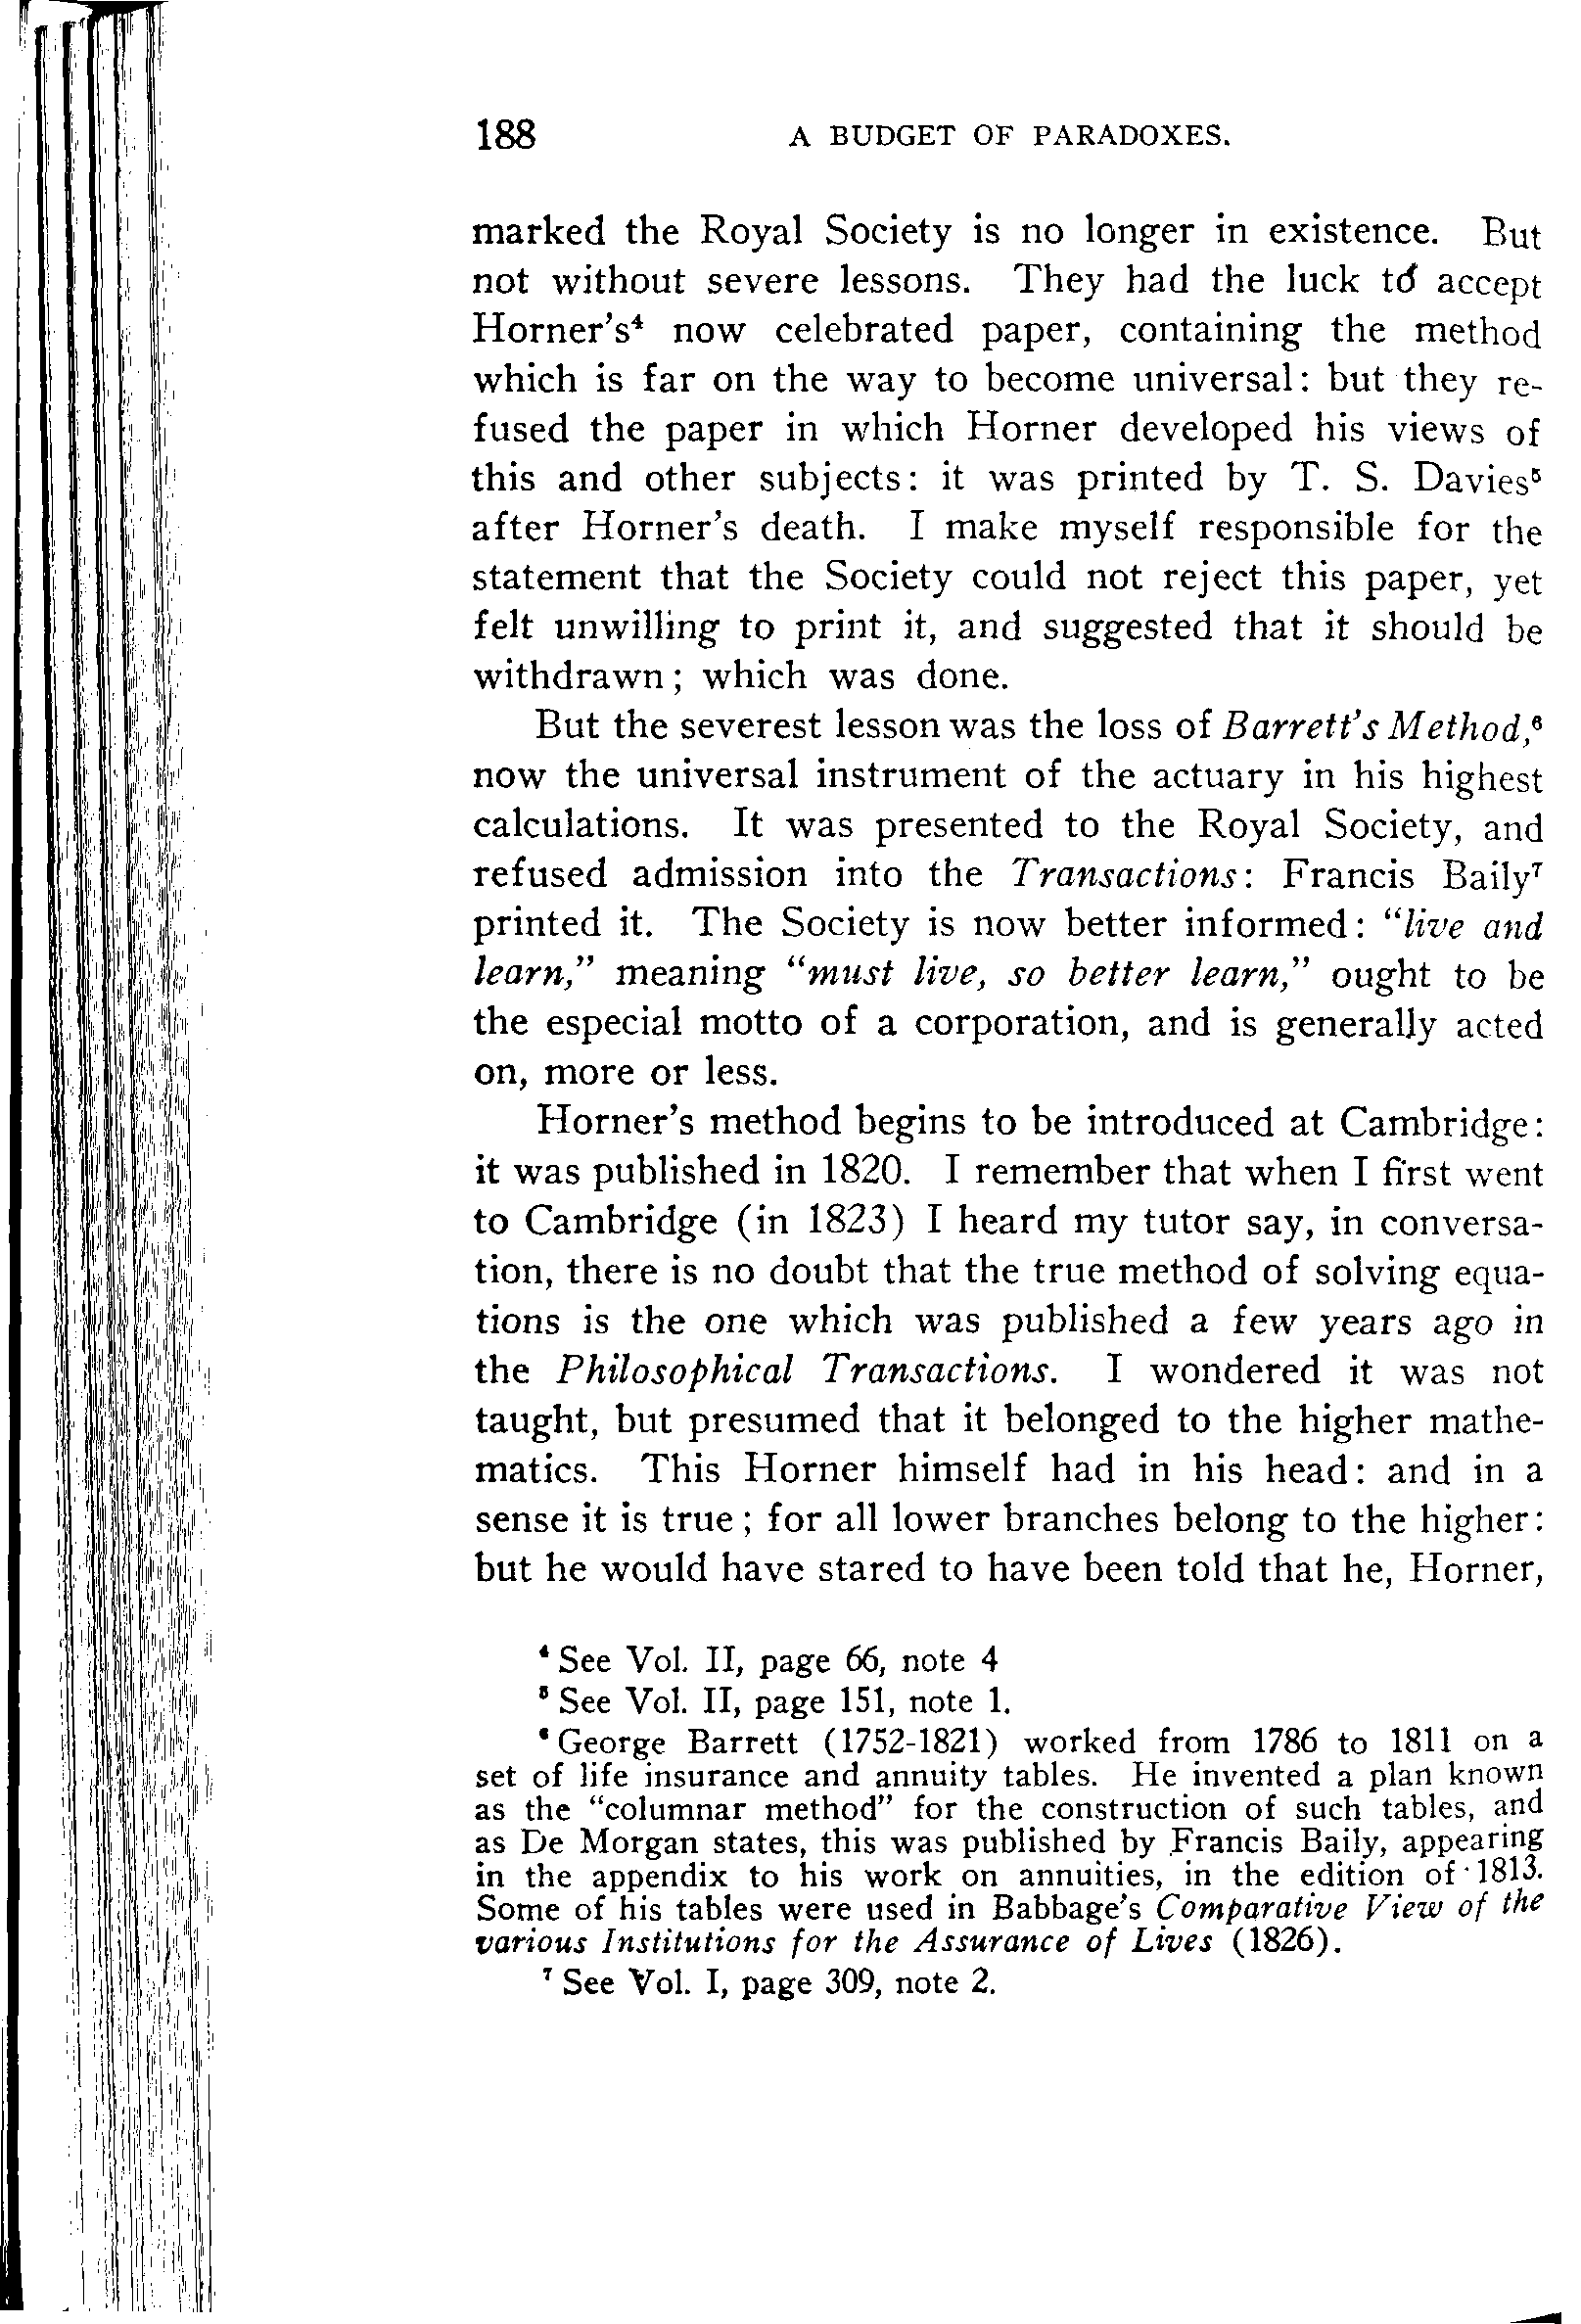 188 A BUDGET OF PARADOXES.
marked the Royal Society is no longer in existence. But
not without severe lessons. They had the luck to accept
Horner's⁴ now celebrated paper, containing the method
which is far on the way to become universal: but they re-
fused the paper in which Horner developed his views of
this and other subjects: it was printed by T. S. Davies⁵
after Horner's death. I make myself responsible for the
statement that the Society could not reject this paper, yet
felt unwilling to print it, and suggested that it should be
withdrawn; which was done.
But the severest lesson was the loss of Barrett's Method,⁶
now the universal instrument of the actuary in his highest
calculations. It was presented to the Royal Society, and
refused admission into the Transactions: Francis Baily⁷
printed it. The Society is now better informed: "live and
learn," meaning "must live, so better learn," ought to be
the especial motto of a corporation, and is generally acted
on, more or less.
Horner's method begins to be introduced at Cambridge:
it was published in 1820. I remember that when I first went
to Cambridge (in 1823) I heard my tutor say, in conversa-
tion, there is no doubt that the true method of solving equa-
tions is the one which was published a few years ago in
the Philosophical Transactions. I wondered it was not
taught, but presumed that it belonged to the higher mathe-
matics. This Horner himself had in his head: and in a
sense it is true; for all lower branches belong to the higher:
but he would have stared to have been told that he, Horner,
⁴ See Vol. II, page 66, note 4
⁵ See Vol. II, page 151, note 1.
⁶ George Barrett (1752-1821) worked from 1786 to 1811 on a
set of life insurance and annuity tables. He invented a plan known
as the "columnar method" for the construction of such tables, and
as De Morgan states, this was published by Francis Baily, appearing
in the appendix to his work on annuities, in the edition of 1813.
Some of his tables were used in Babbage's Comparative View of the
various Institutions for the Assurance of Lives (1826).
⁷ See Vol. I, page 309, note 2.